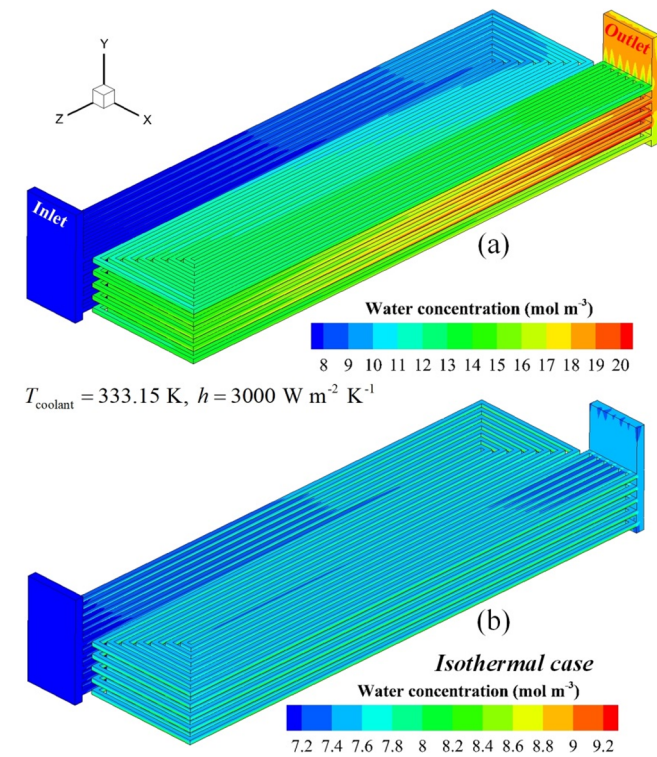 Y
Z X
Outlet
Inlet
(a)
Water concentration (mol m⁻³)
8 9 10 11 12 13 14 15 16 17 18 19 20
T_coolant = 333.15 K, h = 3000 W m⁻² K⁻¹
(b)
Isothermal case
Water concentration (mol m⁻³)
7.2 7.4 7.6 7.8 8 8.2 8.4 8.6 8.8 9 9.2